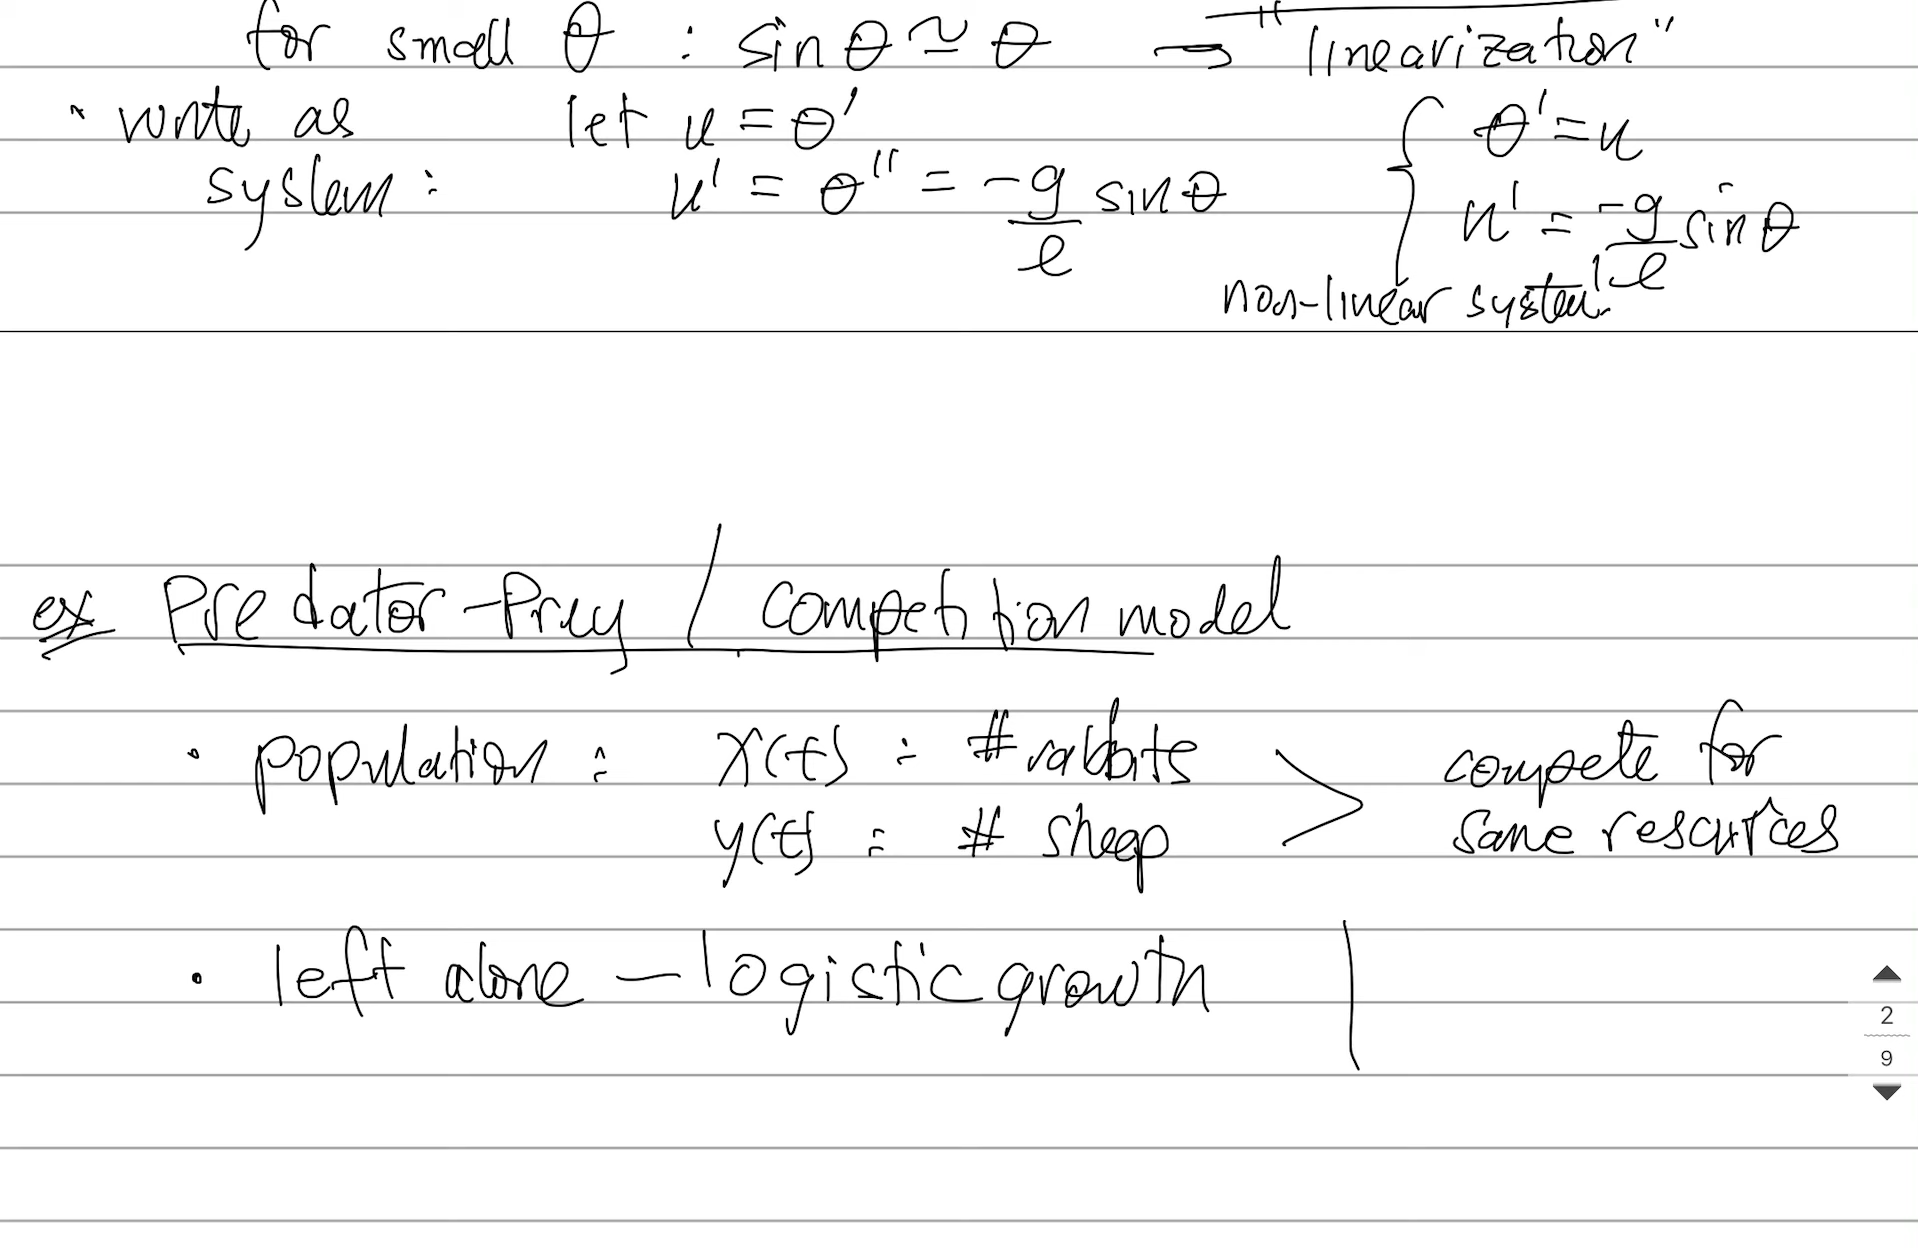 for small θ : sin θ ≃ θ → "linearization"
· write as let u = θ' { θ' = u
system : u' = θ'' = -g/l sin θ u' = -g/l sin θ
non-linear system.
ex Predator-Prey / competition model
· population : x(t) : # rabbits > compete for
y(t) : # sheep same resources
· left alone – logistic growth |
2
9